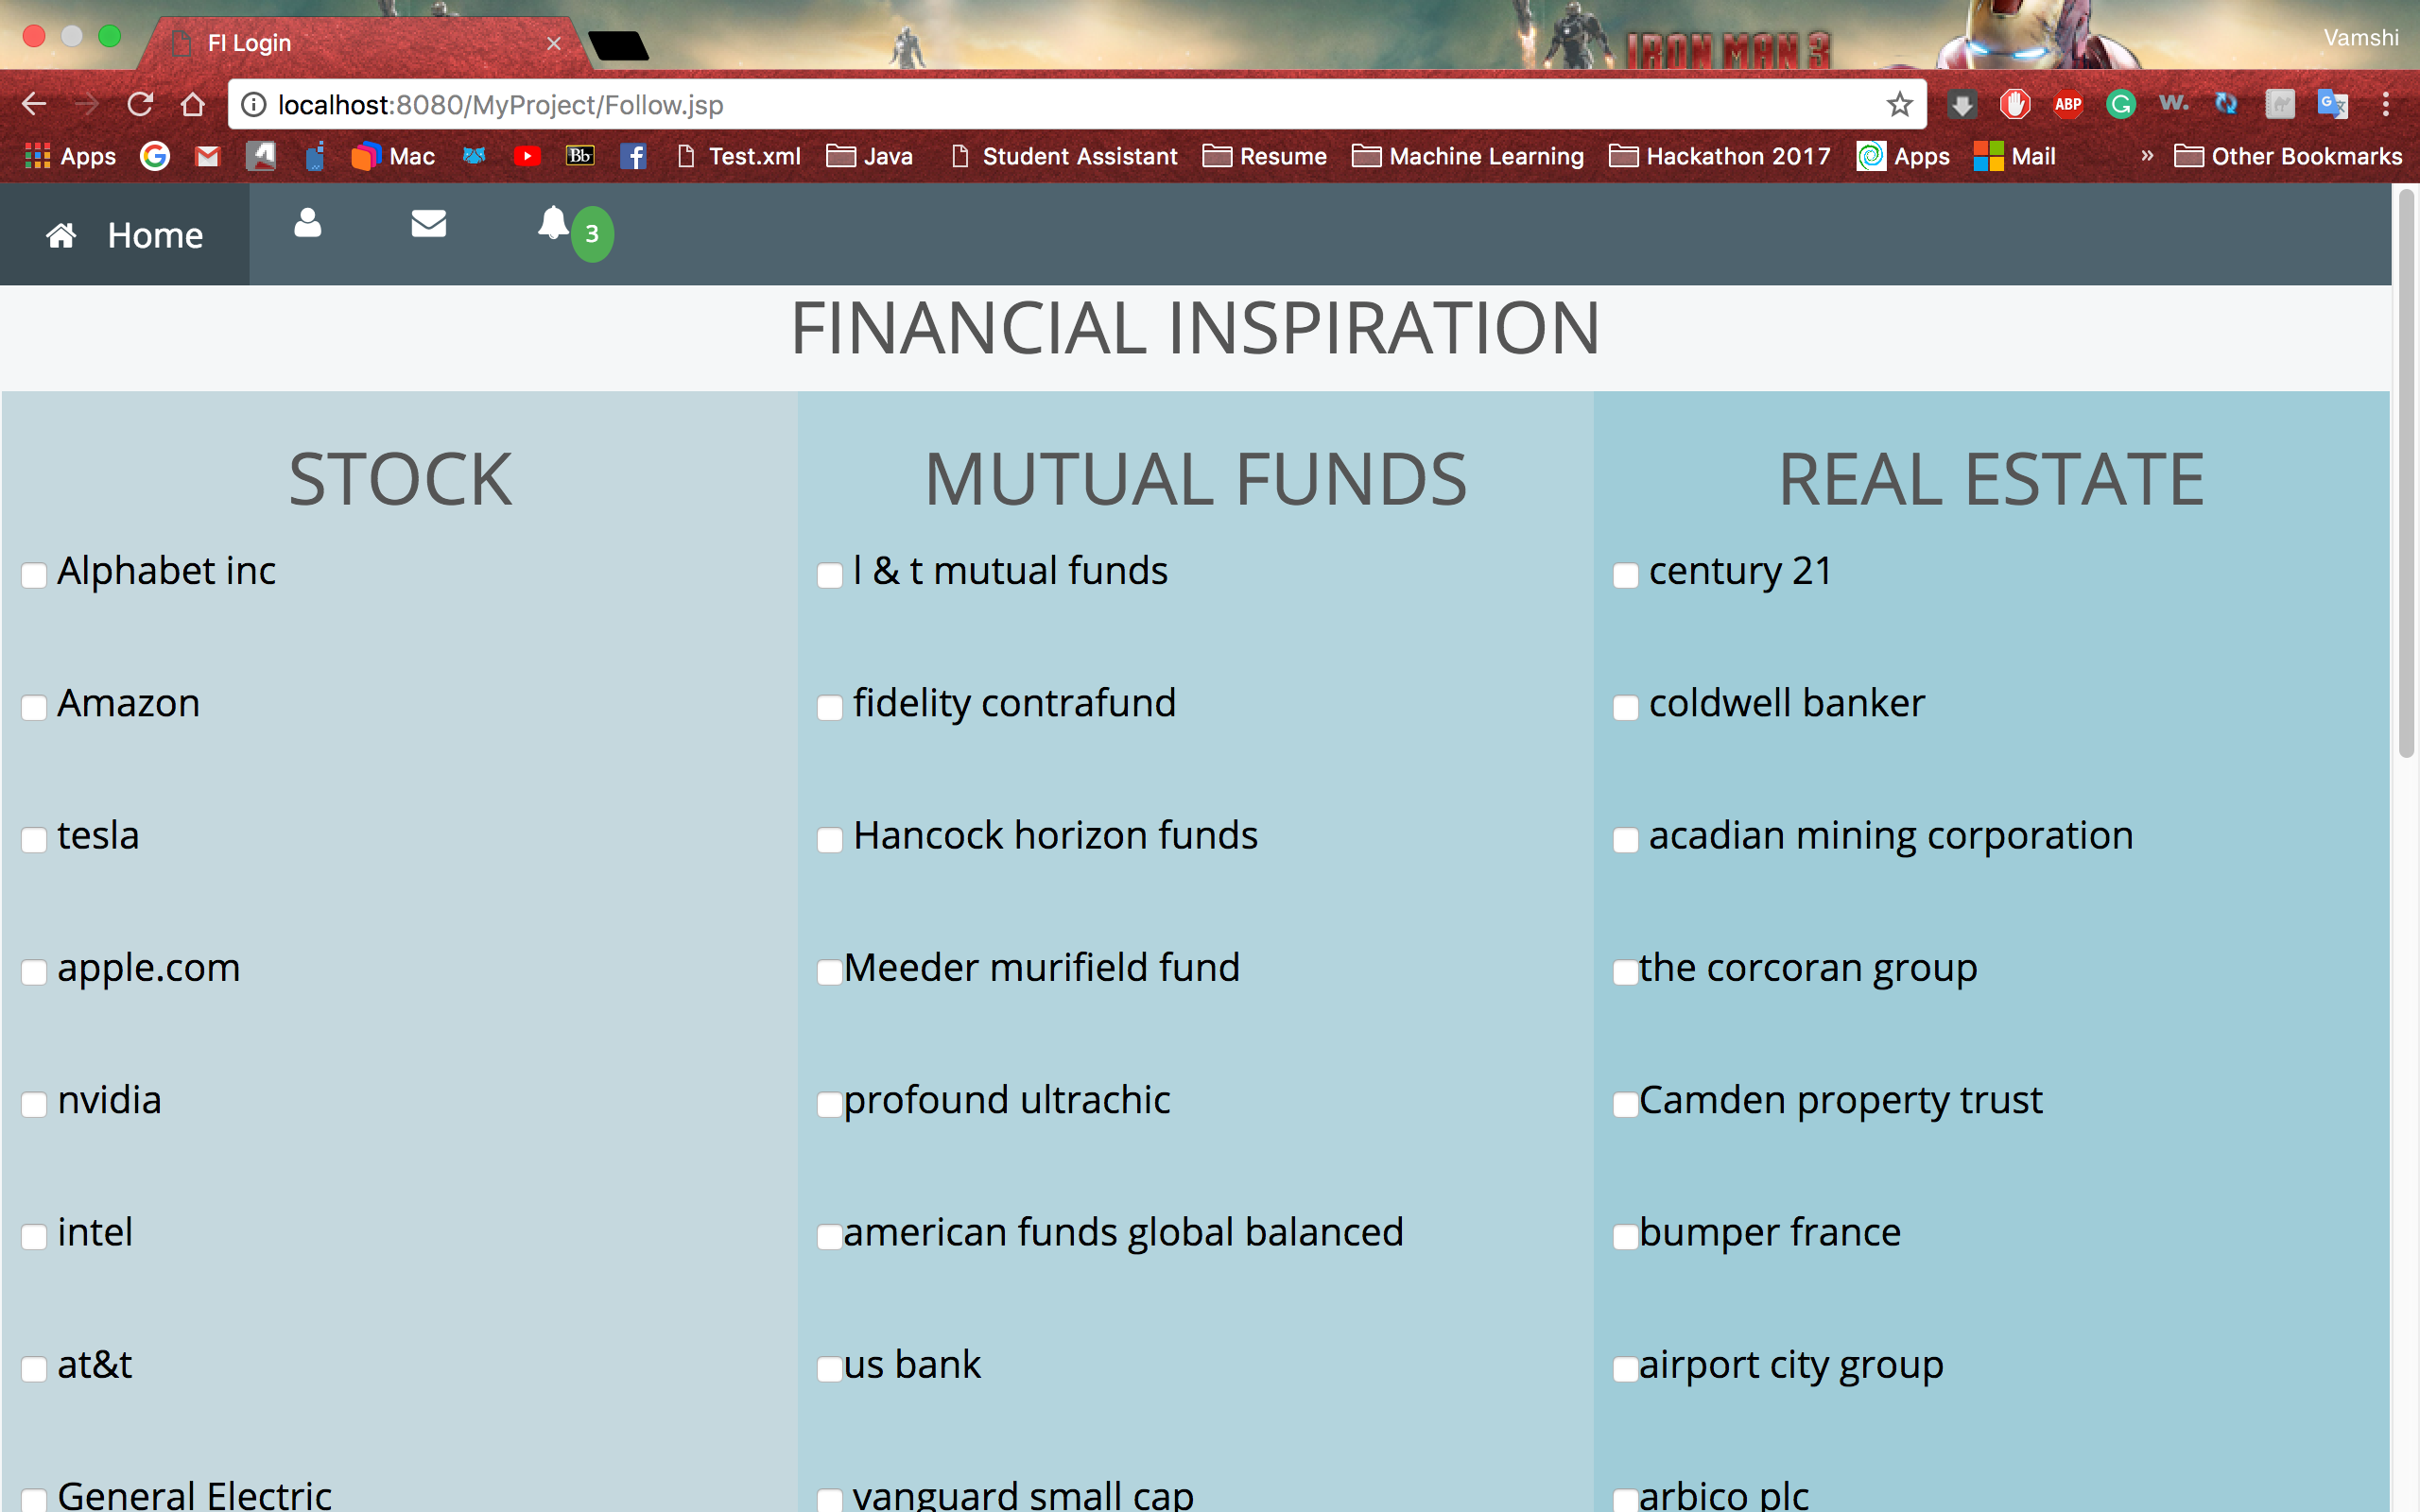 FI Login
IRON MAN 3
Vamshi
localhost:8080/MyProject/Follow.jsp
ABP
G
w.
G
Apps
G
Mac
Bb
f
Test.xml
Java
Student Assistant
Resume
Machine Learning
Hackathon 2017
Apps
Mail
»
Other Bookmarks
Home
3
FINANCIAL INSPIRATION
STOCK
Alphabet inc
Amazon
tesla
apple.com
nvidia
intel
at&t
General Electric
MUTUAL FUNDS
l & t mutual funds
fidelity contrafund
Hancock horizon funds
Meeder murifield fund
profound ultrachic
american funds global balanced
us bank
vanguard small cap
REAL ESTATE
century 21
coldwell banker
acadian mining corporation
the corcoran group
Camden property trust
bumper france
airport city group
arbico plc